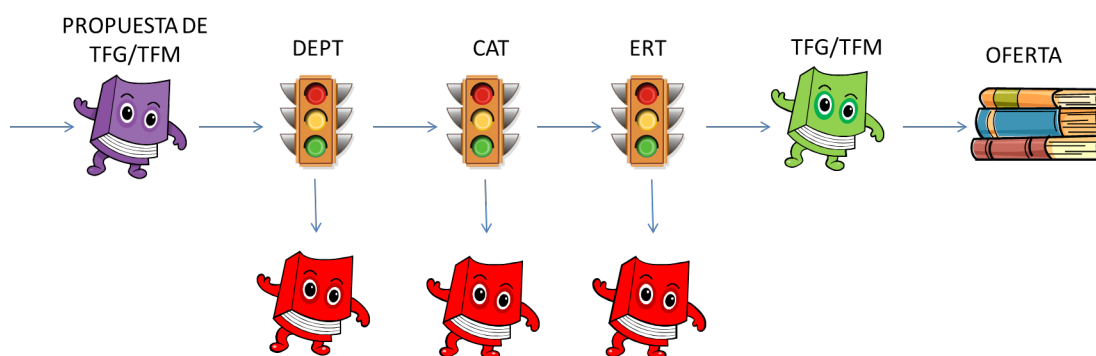 PROPUESTA DE
TFG/TFM
DEPT
CAT
ERT
TFG/TFM
OFERTA